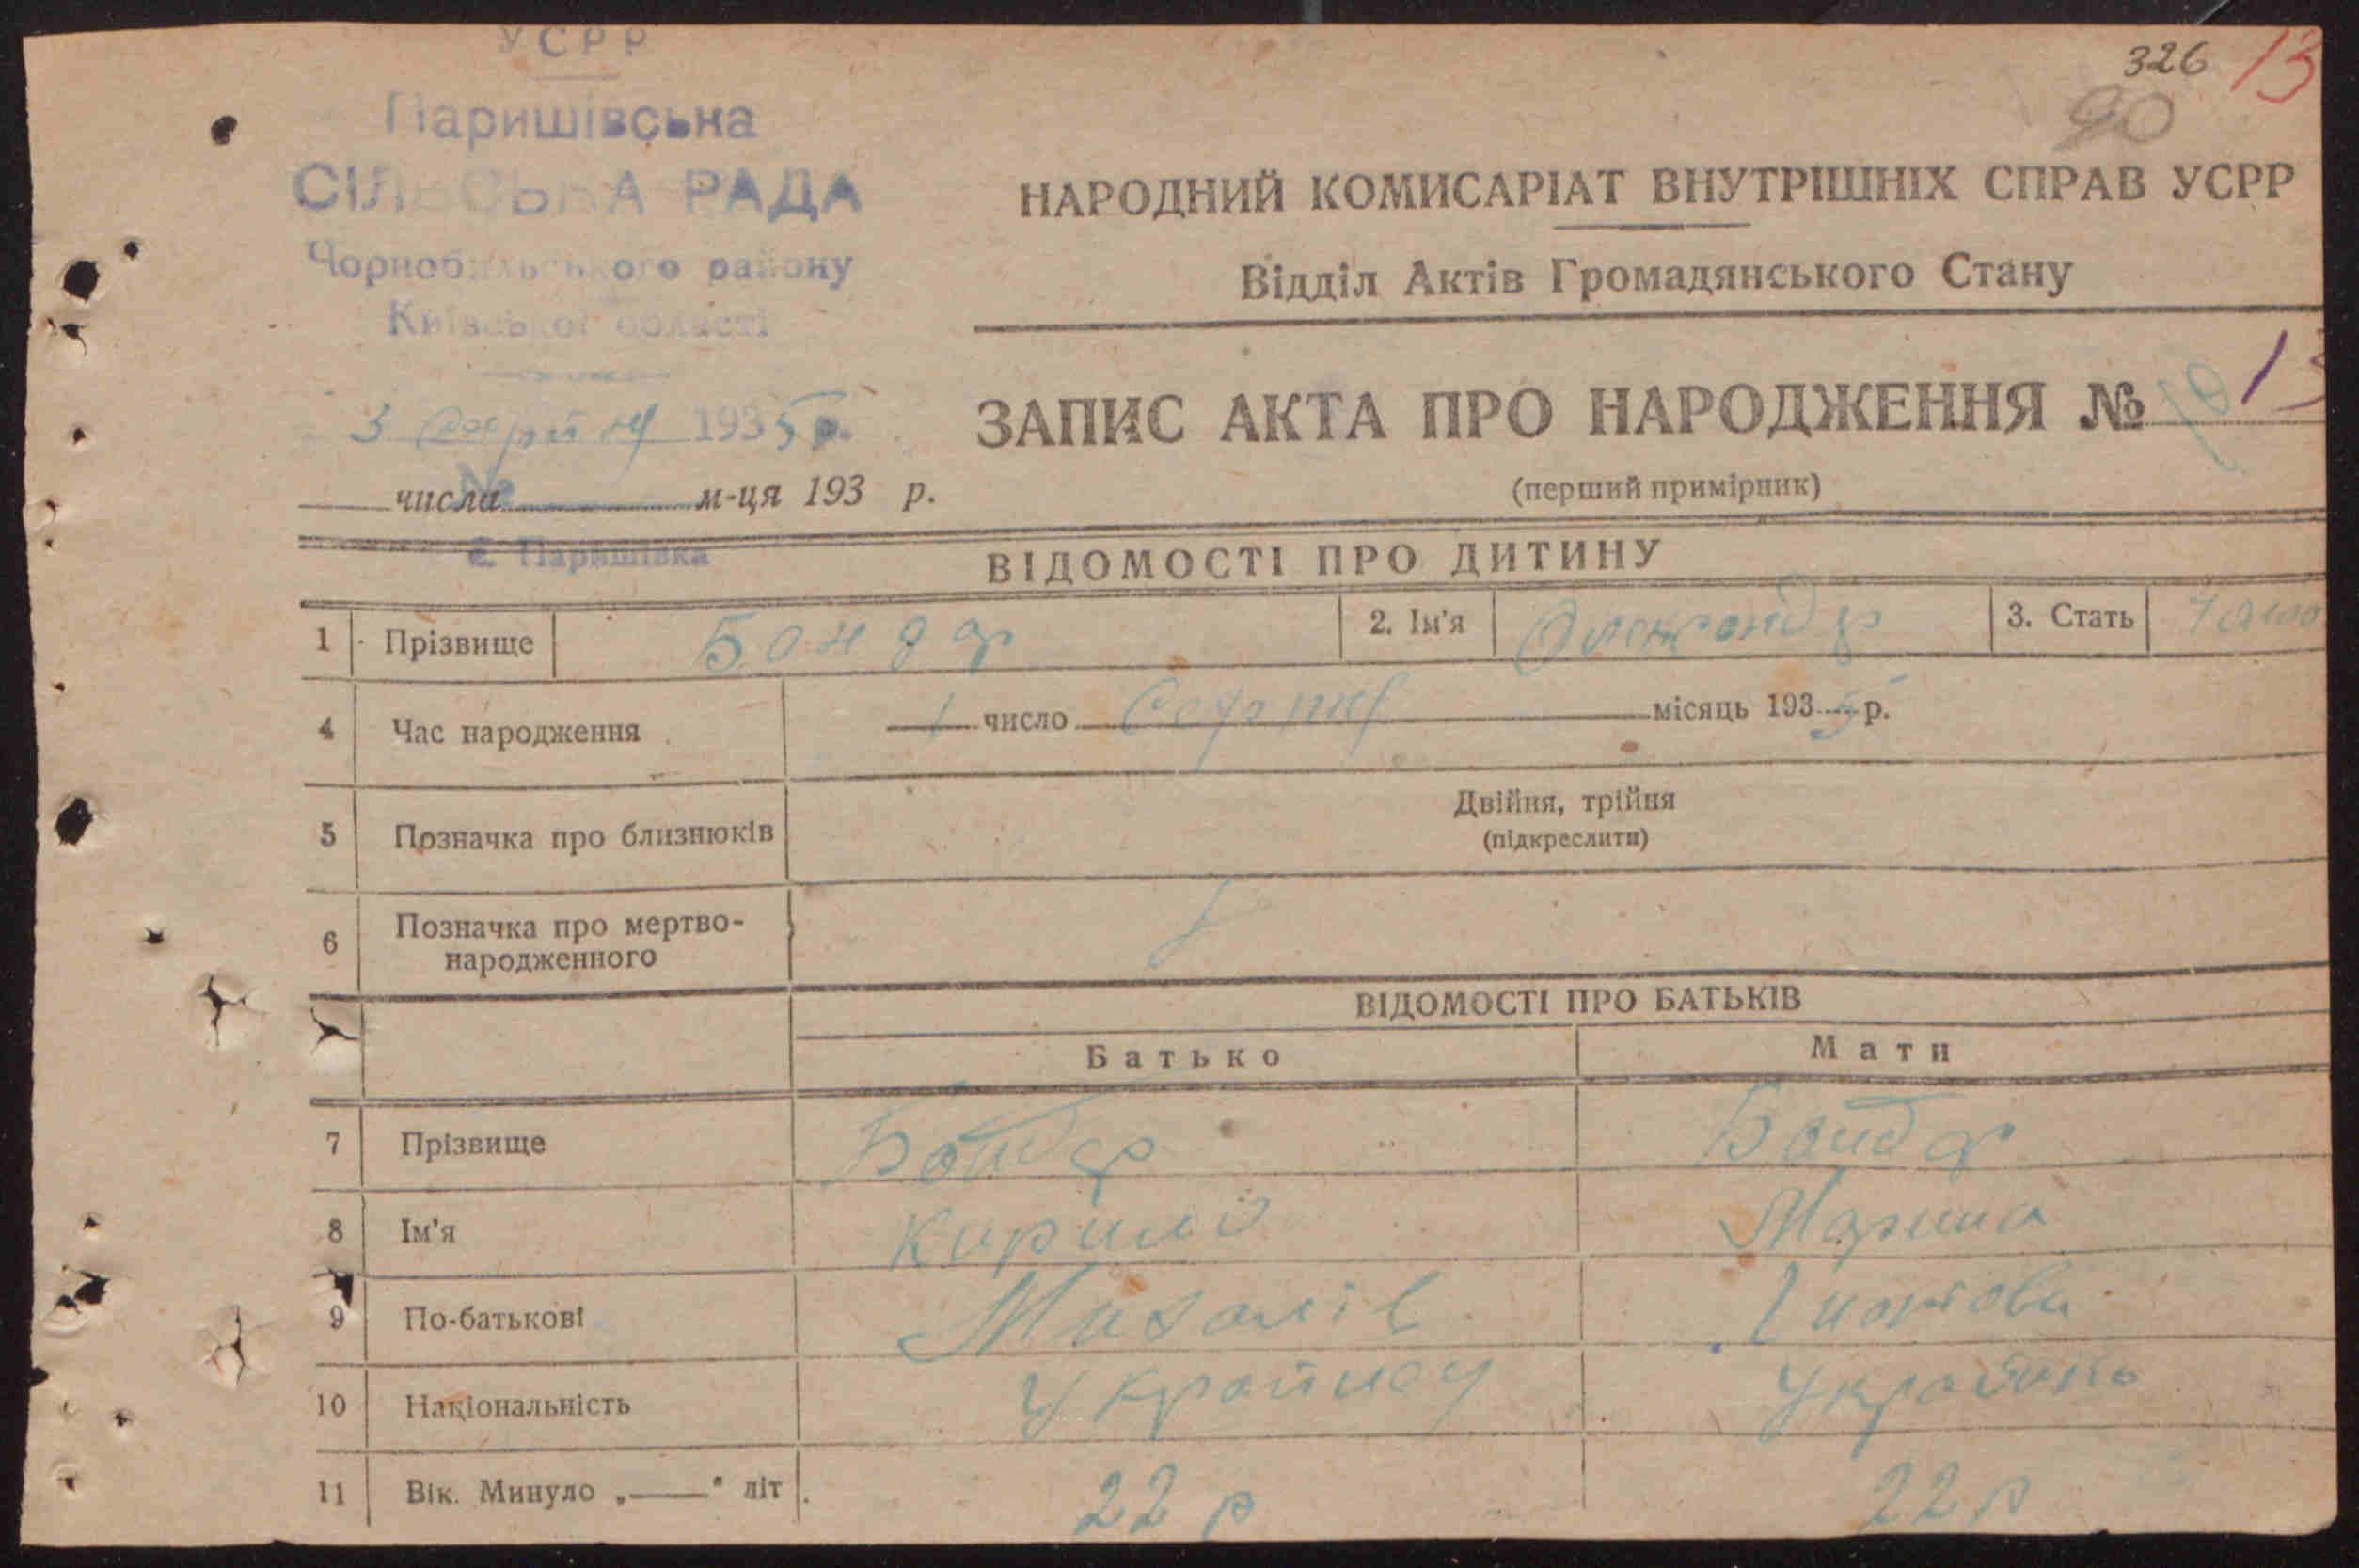 УСРР
326 13
90
Паришівська
СІЛЬСЬКА РАДА
Чорнобильського району
Київської області
НАРОДНИЙ КОМИСАРІАТ ВНУТРІШНІХ СПРАВ УСРР
Відділ Актів Громадянського Стану
3 серпня 1935 р.
ЗАПИС АКТА ПРО НАРОДЖЕННЯ № 13
№
числа м-ця 193 р.
(перший примірник)
с. Паришівка
ВІДОМОСТІ ПРО ДИТИНУ
1 Прізвище Бондар 2. Ім'я Олександр 3. Стать
4 Час народження 1 число Серпня місяць 1935 р.
5 Позначка про близнюків Двійня, трійня
(підкреслити)
6 Позначка про мертво-
народженного
ВІДОМОСТІ ПРО БАТЬКІВ
Батько Мати
7 Прізвище Бондар Бондар
8 Ім'я Кирило Марина
9 По-батькові
10 Національність Українец Українка
11 Вік. Минуло „——" літ 22 р 22 р